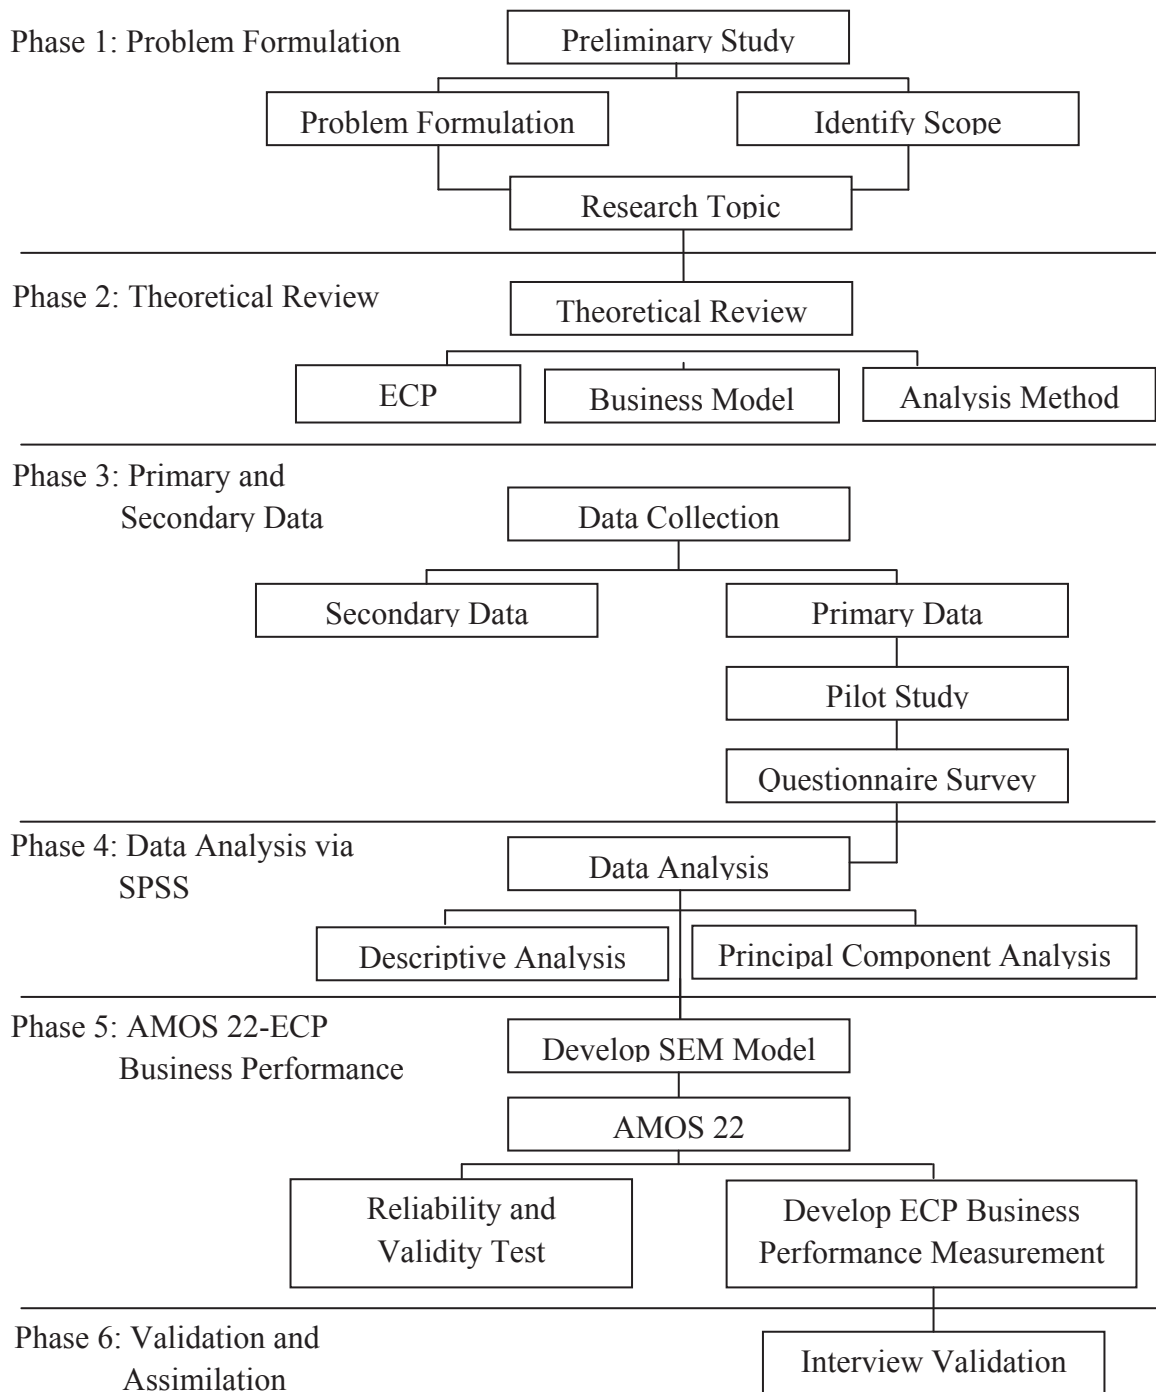 Phase 1: Problem Formulation
Preliminary Study
Problem Formulation
Identify Scope
Research Topic
Phase 2: Theoretical Review
Theoretical Review
ECP
Business Model
Analysis Method
Phase 3: Primary and
Secondary Data
Data Collection
Secondary Data
Primary Data
Pilot Study
Questionnaire Survey
Phase 4: Data Analysis via
SPSS
Data Analysis
Descriptive Analysis
Principal Component Analysis
Phase 5: AMOS 22-ECP
Business Performance
Develop SEM Model
AMOS 22
Reliability and
Validity Test
Develop ECP Business
Performance Measurement
Phase 6: Validation and
Assimilation
Interview Validation